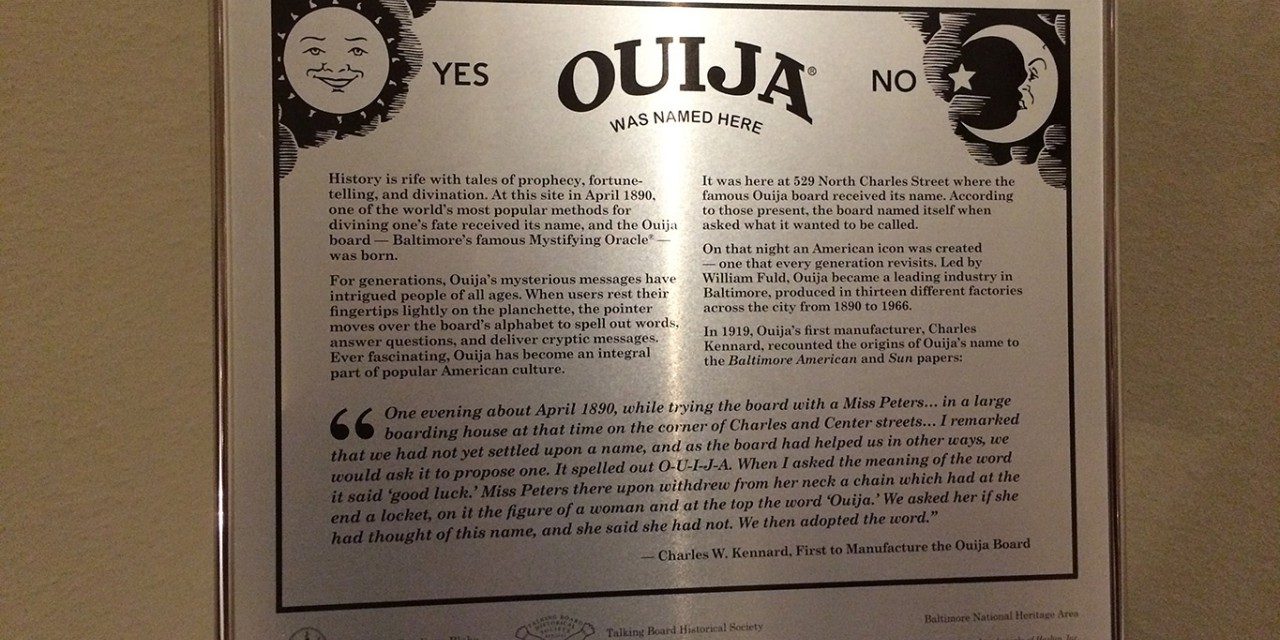 YES
OUIJA®
NO
WAS NAMED HERE
History is rife with tales of prophecy, fortune-
telling, and divination. At this site in April 1890,
one of the world's most popular methods for
divining one's fate received its name, and the Ouija
board — Baltimore's famous Mystifying Oracle® —
was born.
For generations, Ouija's mysterious messages have
intrigued people of all ages. When users rest their
fingertips lightly on the planchette, the pointer
moves over the board's alphabet to spell out words,
answer questions, and deliver cryptic messages.
Ever fascinating, Ouija has become an integral
part of popular American culture.
It was here at 529 North Charles Street where the
famous Ouija board received its name. According
to those present, the board named itself when
asked what it wanted to be called.
On that night an American icon was created
— one that every generation revisits. Led by
William Fuld, Ouija became a leading industry in
Baltimore, produced in thirteen different factories
across the city from 1890 to 1966.
In 1919, Ouija's first manufacturer, Charles
Kennard, recounted the origins of Ouija's name to
the Baltimore American and Sun papers:
“One evening about April 1890, while trying the board with a Miss Peters... in a large
boarding house at that time on the corner of Charles and Center streets... I remarked
that we had not yet settled upon a name, and as the board had helped us in other ways, we
would ask it to propose one. It spelled out O-U-I-J-A. When I asked the meaning of the word
it said ‘good luck.’ Miss Peters there upon withdrew from her neck a chain which had at the
end a locket, on it the figure of a woman and at the top the word ‘Ouija.’ We asked her if she
had thought of this name, and she said she had not. We then adopted the word.”
— Charles W. Kennard, First to Manufacture the Ouija Board
TALKING BOARD
HISTORICAL
SOCIETY
Talking Board Historical Society
Baltimore National Heritage Area